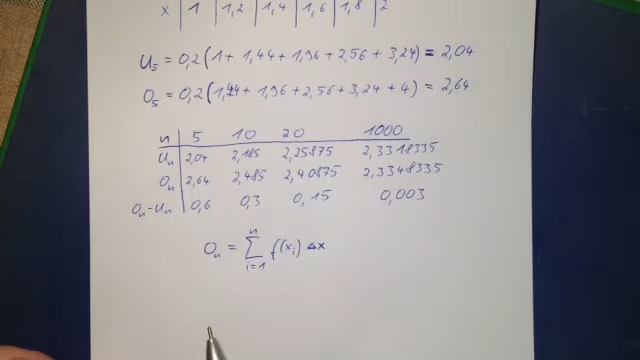 x | 1 | 1,2 | 1,4 | 1,6 | 1,8 | 2
U₅ = 0,2 (1 + 1,44 + 1,96 + 2,56 + 3,24) = 2,04
O₅ = 0,2 (1,44 + 1,96 + 2,56 + 3,24 + 4) = 2,64
n | 5 10 20 1000
Uₙ | 2,04 2,185 2,25875 2,3318335
Oₙ | 2,64 2,485 2,40875 2,3348335
Oₙ-Uₙ | 0,6 0,3 0,15 0,003
Oₙ = ∑ᵢ₌₁ⁿ f(xᵢ) Δx